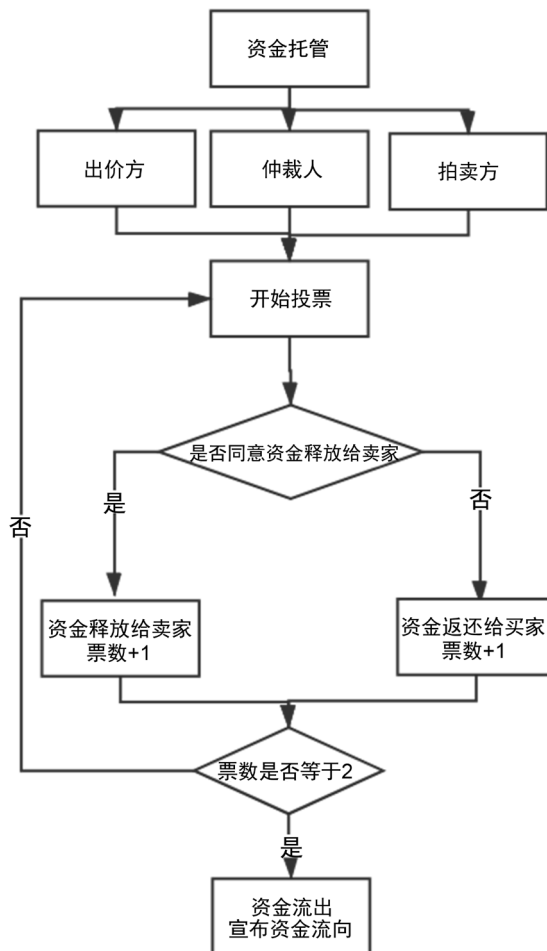 资金托管
出价方
仲裁人
拍卖方
开始投票
是否同意资金释放给卖家
是
否
否
资金释放给卖家
票数+1
资金返还给买家
票数+1
票数是否等于2
是
资金流出
宣布资金流向